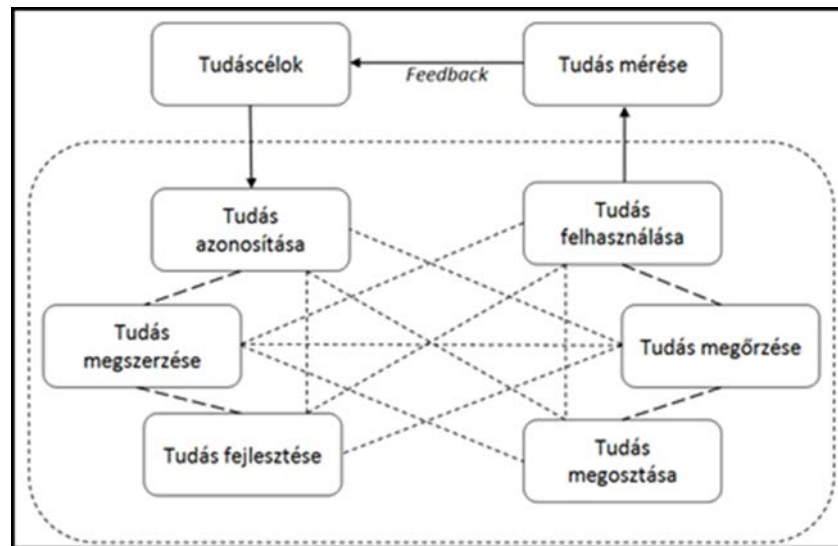 Tudáscélok
Feedback
Tudás mérése
Tudás
azonosítása
Tudás
felhasználása
Tudás
megszerzése
Tudás megőrzése
Tudás fejlesztése
Tudás
megosztása